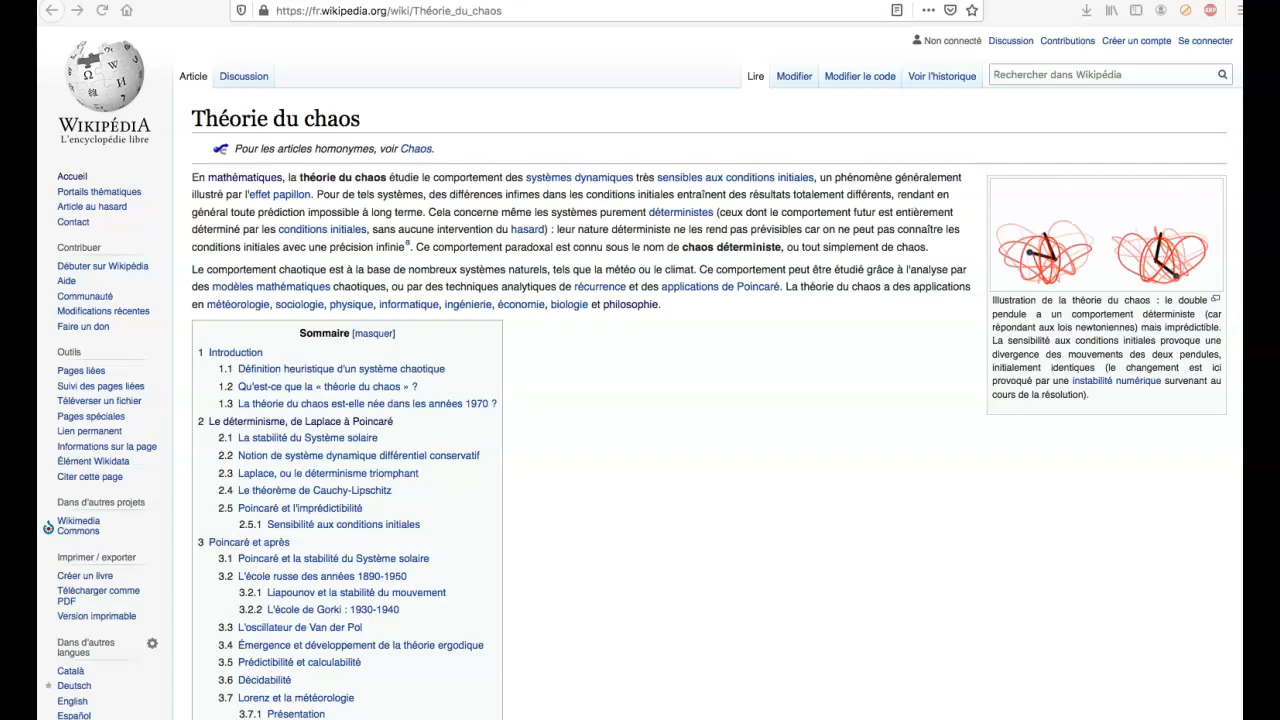 https://fr.wikipedia.org/wiki/Théorie_du_chaos
ABP
Non connecté Discussion Contributions Créer un compte Se connecter
Article Discussion Lire Modifier Modifier le code Voir l'historique Rechercher dans Wikipédia
WIKIPÉDIA
L'encyclopédie libre
Accueil
Portails thématiques
Article au hasard
Contact
Contribuer
Débuter sur Wikipédia
Aide
Communauté
Modifications récentes
Faire un don
Outils
Pages liées
Suivi des pages liées
Téléverser un fichier
Pages spéciales
Lien permanent
Informations sur la page
Élément Wikidata
Citer cette page
Dans d'autres projets
Wikimedia
Commons
Imprimer / exporter
Créer un livre
Télécharger comme
PDF
Version imprimable
Dans d'autres
langues
Català
Deutsch
English
Español
Théorie du chaos
Pour les articles homonymes, voir Chaos.
En mathématiques, la théorie du chaos étudie le comportement des systèmes dynamiques très sensibles aux conditions initiales, un phénomène généralement
illustré par l'effet papillon. Pour de tels systèmes, des différences infimes dans les conditions initiales entraînent des résultats totalement différents, rendant en
général toute prédiction impossible à long terme. Cela concerne même les systèmes purement déterministes (ceux dont le comportement futur est entièrement
déterminé par les conditions initiales, sans aucune intervention du hasard) : leur nature déterministe ne les rend pas prévisibles car on ne peut pas connaître les
conditions initiales avec une précision infinie a. Ce comportement paradoxal est connu sous le nom de chaos déterministe, ou tout simplement de chaos.
Le comportement chaotique est à la base de nombreux systèmes naturels, tels que la météo ou le climat. Ce comportement peut être étudié grâce à l'analyse par
des modèles mathématiques chaotiques, ou par des techniques analytiques de récurrence et des applications de Poincaré. La théorie du chaos a des applications
en météorologie, sociologie, physique, informatique, ingénierie, économie, biologie et philosophie.
Sommaire [masquer]
1 Introduction
1.1 Définition heuristique d'un système chaotique
1.2 Qu'est-ce que la « théorie du chaos » ?
1.3 La théorie du chaos est-elle née dans les années 1970 ?
2 Le déterminisme, de Laplace à Poincaré
2.1 La stabilité du Système solaire
2.2 Notion de système dynamique différentiel conservatif
2.3 Laplace, ou le déterminisme triomphant
2.4 Le théorème de Cauchy-Lipschitz
2.5 Poincaré et l'imprédictibilité
2.5.1 Sensibilité aux conditions initiales
3 Poincaré et après
3.1 Poincaré et la stabilité du Système solaire
3.2 L'école russe des années 1890-1950
3.2.1 Liapounov et la stabilité du mouvement
3.2.2 L'école de Gorki : 1930-1940
3.3 L'oscillateur de Van der Pol
3.4 Émergence et développement de la théorie ergodique
3.5 Prédictibilité et calculabilité
3.6 Décidabilité
3.7 Lorenz et la météorologie
3.7.1 Présentation
Illustration de la théorie du chaos : le double
pendule a un comportement déterministe (car
répondant aux lois newtoniennes) mais imprédictible.
La sensibilité aux conditions initiales provoque une
divergence des mouvements des deux pendules,
initialement identiques (le changement est ici
provoqué par une instabilité numérique survenant au
cours de la résolution).